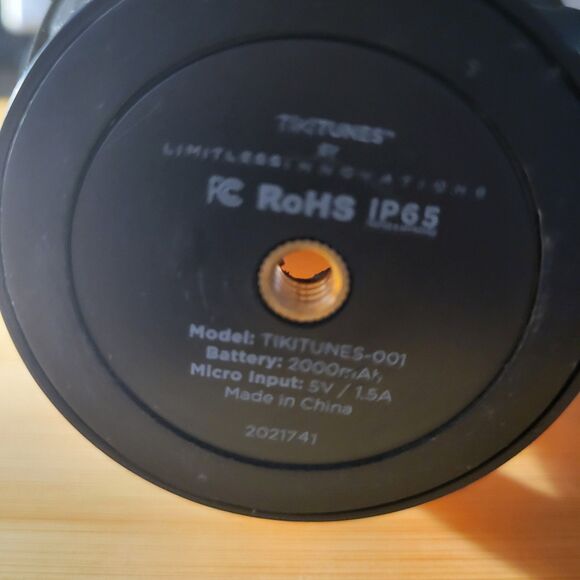 TIKITUNES™
BY
LIMITLESS INNOVATIONS
FC RoHS IP65
Model: TIKITUNES-001
Battery: 2000mAh
Micro Input: 5V / 1.5A
Made in China
2021741